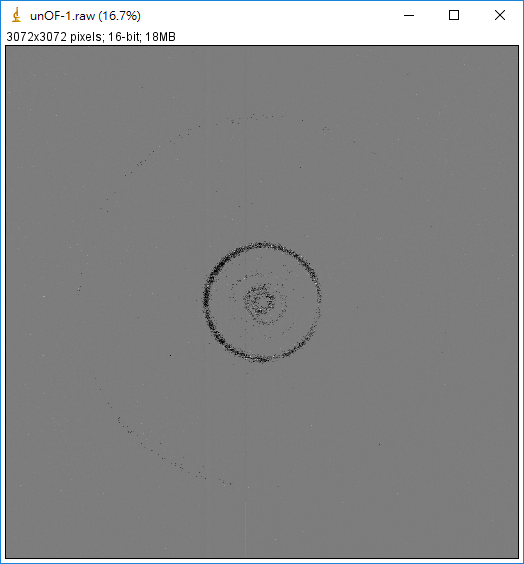 unOF-1.raw (16.7%)
3072x3072 pixels; 16-bit; 18MB